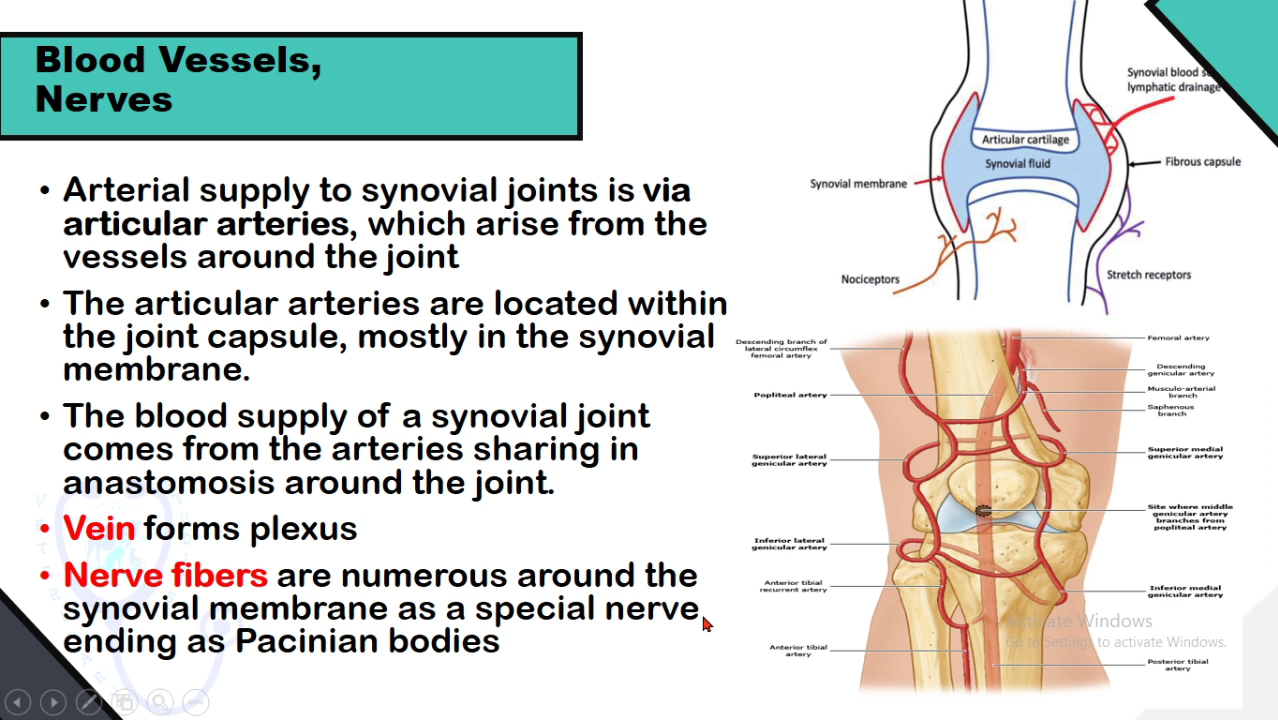 Blood Vessels,
Nerves
• Arterial supply to synovial joints is via
articular arteries, which arise from the
vessels around the joint
• The articular arteries are located within
the joint capsule, mostly in the synovial
membrane.
• The blood supply of a synovial joint
comes from the arteries sharing in
anastomosis around the joint.
• Vein forms plexus
• Nerve fibers are numerous around the
synovial membrane as a special nerve
ending as Pacinian bodies
Synovial blood
lymphatic drainage
Articular cartilage
Synovial fluid
Fibrous capsule
Synovial membrane
Nociceptors
Stretch receptors
Descending branch of
lateral circumflex
femoral artery
Femoral artery
Descending
genicular artery
Musculo-arterial
branch
Saphenous
branch
Popliteal artery
Superior lateral
genicular artery
Superior medial
genicular artery
Site where middle
genicular artery
branches from
popliteal artery
Inferior lateral
genicular artery
Anterior tibial
recurrent artery
Inferior medial
genicular artery
Anterior tibial
artery
Posterior tibial
artery
Activate Windows
Go to Settings to activate Windows.